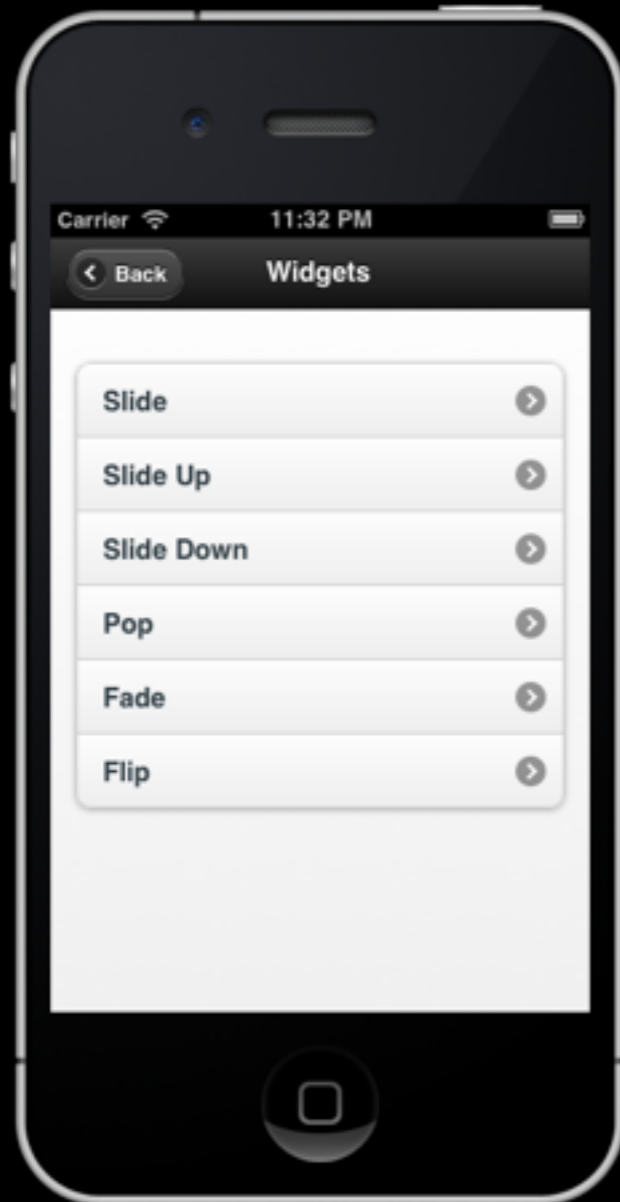 Carrier 11:32 PM
Back Widgets
Slide
Slide Up
Slide Down
Pop
Fade
Flip